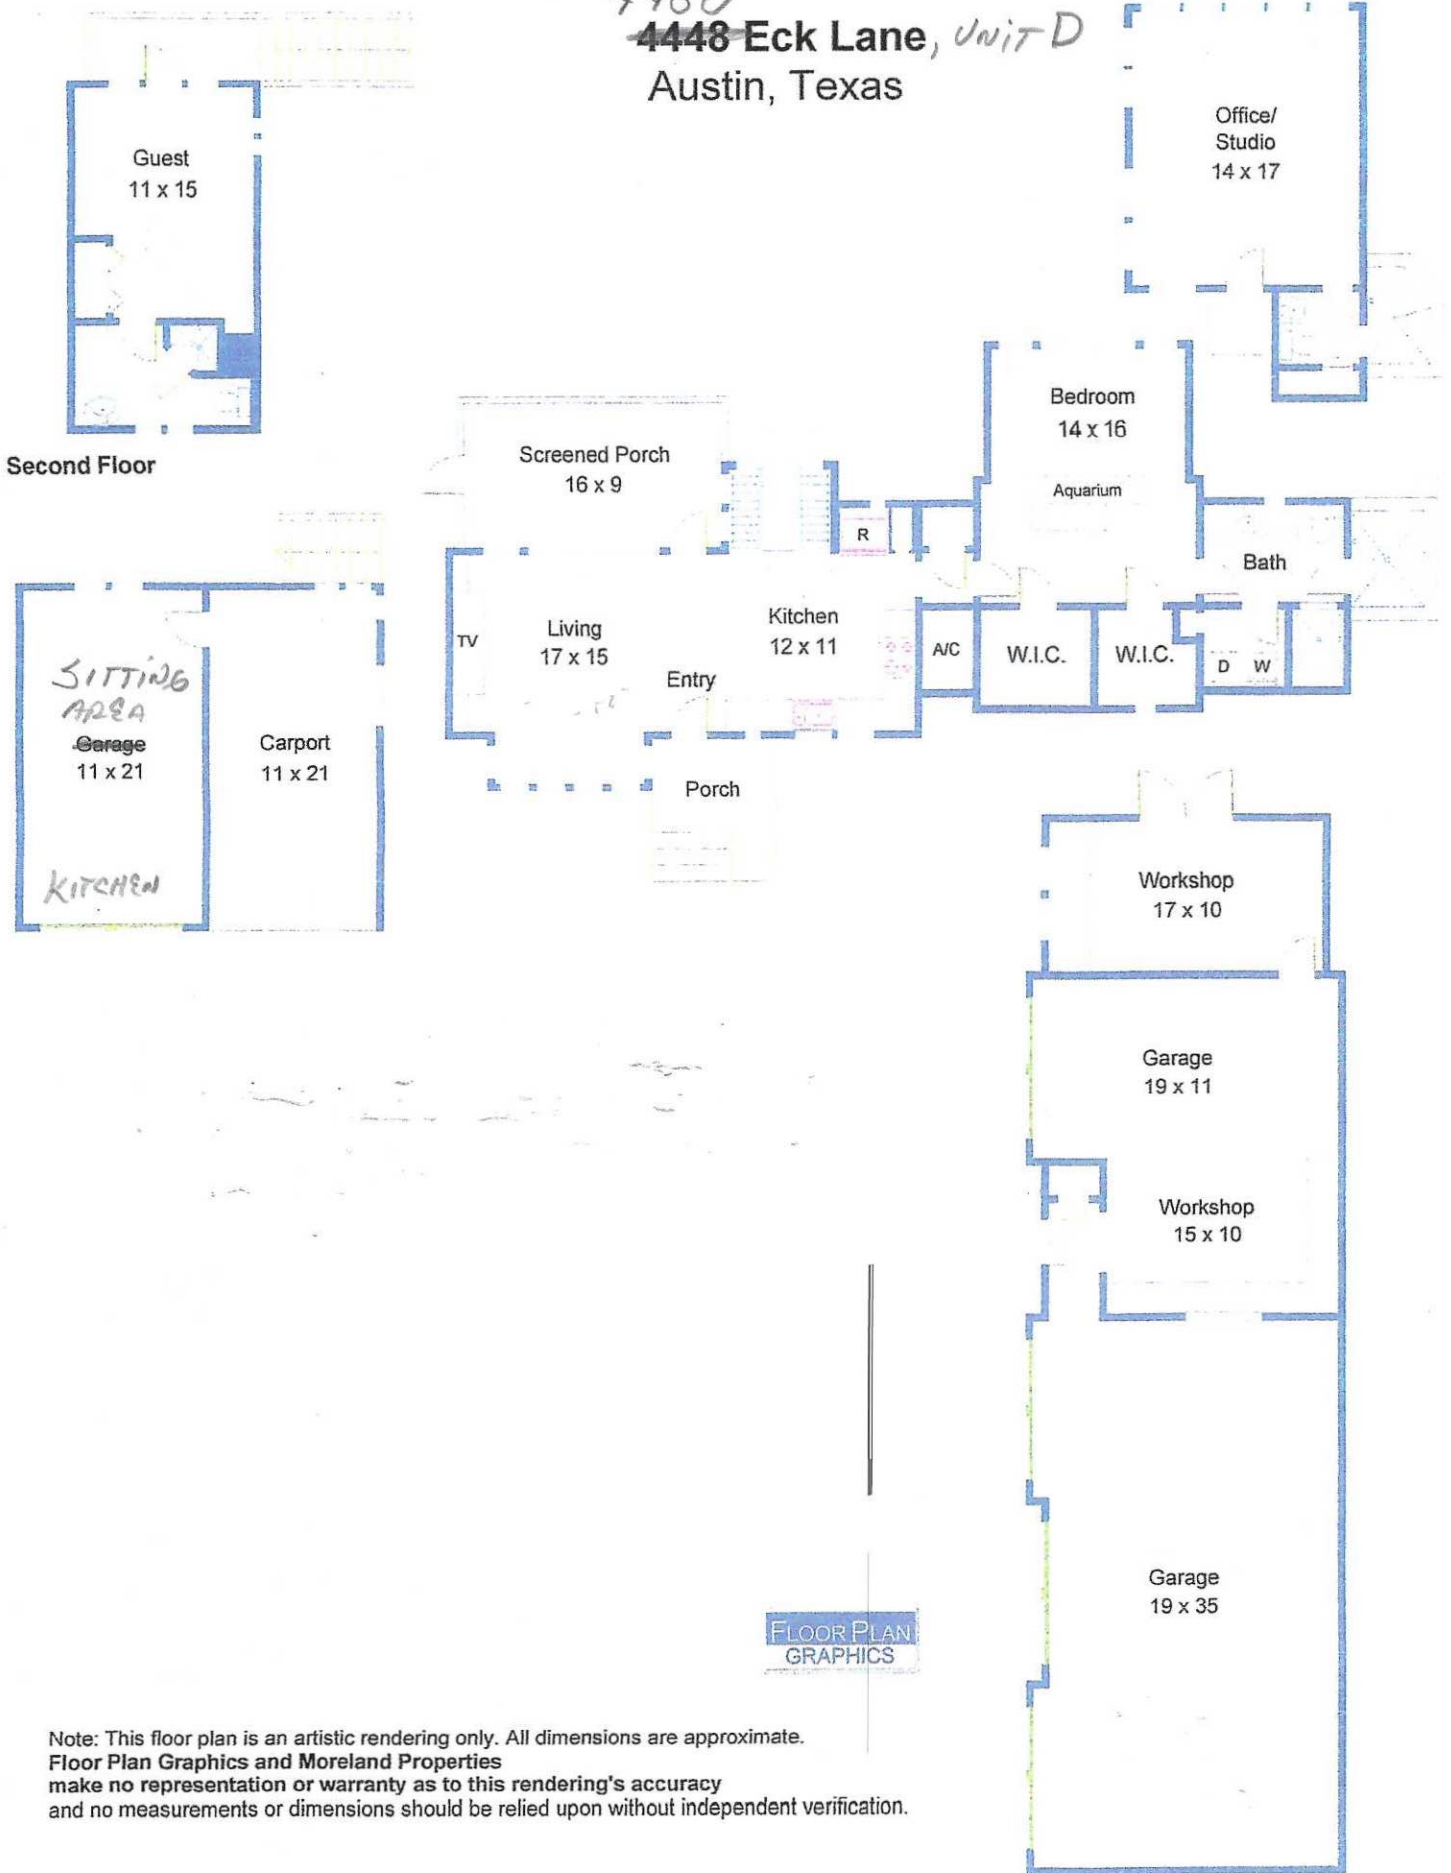 4448 Eck Lane, UNIT D
Austin, Texas
Guest
11 x 15
Second Floor
Office/
Studio
14 x 17
Screened Porch
16 x 9
Bedroom
14 x 16
Aquarium
R
Bath
TV
Living
17 x 15
Kitchen
12 x 11
Entry
A/C
W.I.C.
W.I.C.
D W
Porch
SITTING
AREA
Garage
11 x 21
KITCHEN
Carport
11 x 21
Workshop
17 x 10
Garage
19 x 11
Workshop
15 x 10
Garage
19 x 35
FLOOR PLAN
GRAPHICS
Note: This floor plan is an artistic rendering only. All dimensions are approximate.
Floor Plan Graphics and Moreland Properties
make no representation or warranty as to this rendering's accuracy
and no measurements or dimensions should be relied upon without independent verification.